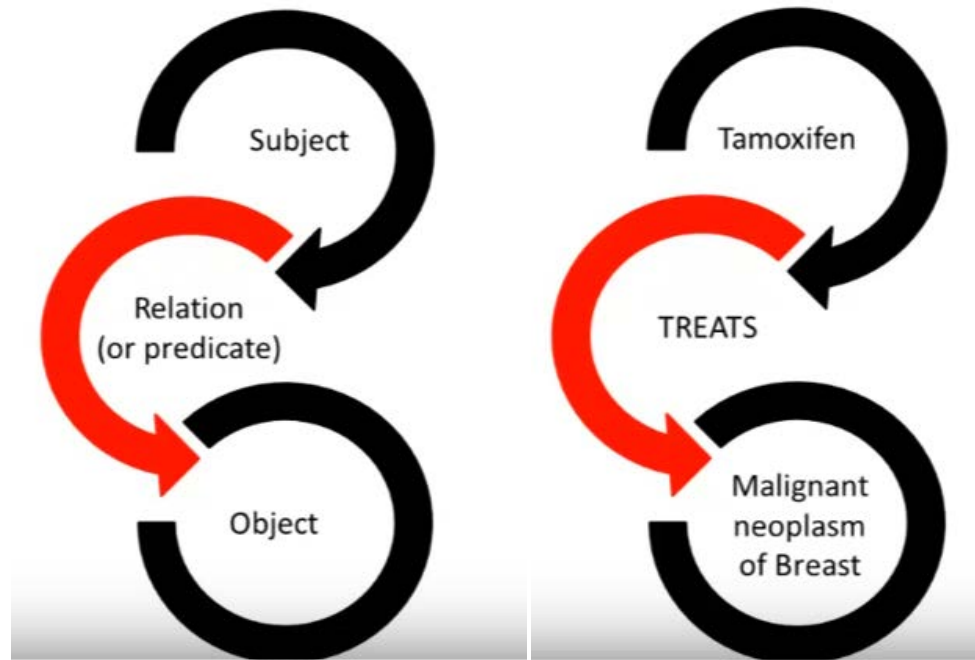 Subject
Relation
(or predicate)
Object
Tamoxifen
TREATS
Malignant
neoplasm
of Breast